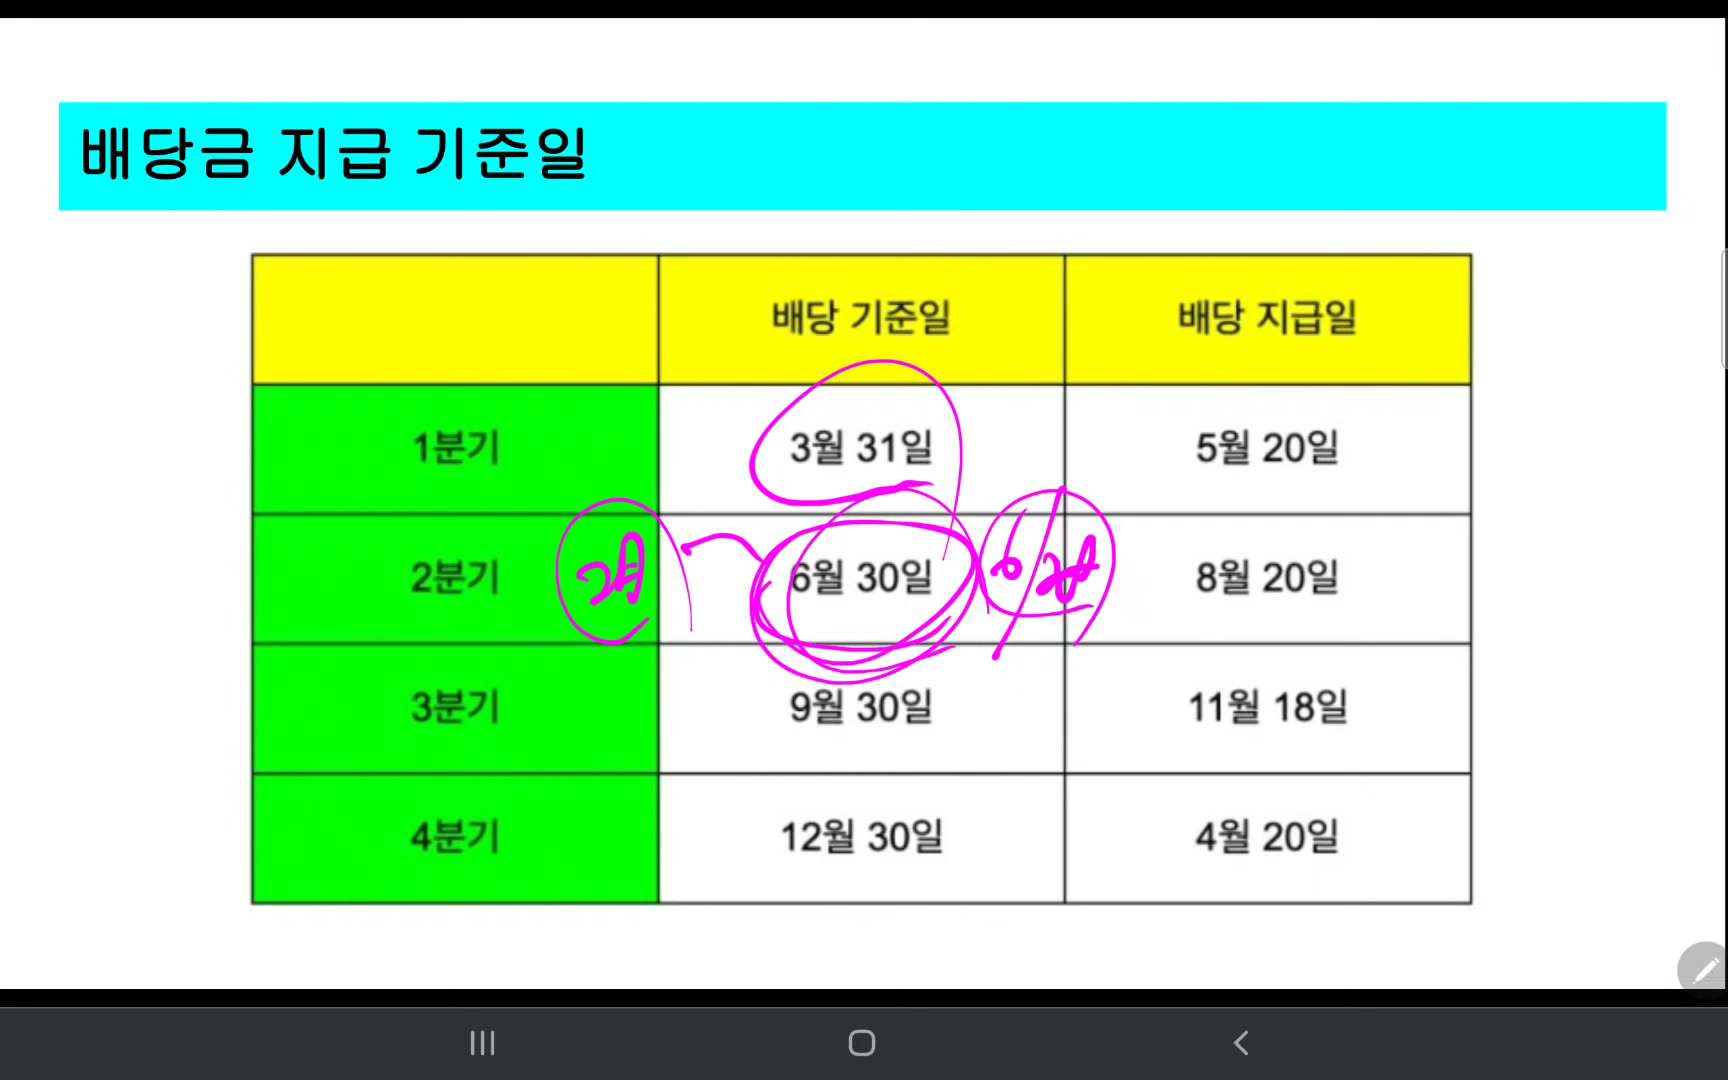 배당금 지급 기준일
배당 기준일 배당 지급일
1분기 3월 31일 5월 20일
2분기 6월 30일 8월 20일
3분기 9월 30일 11월 18일
4분기 12월 30일 4월 20일